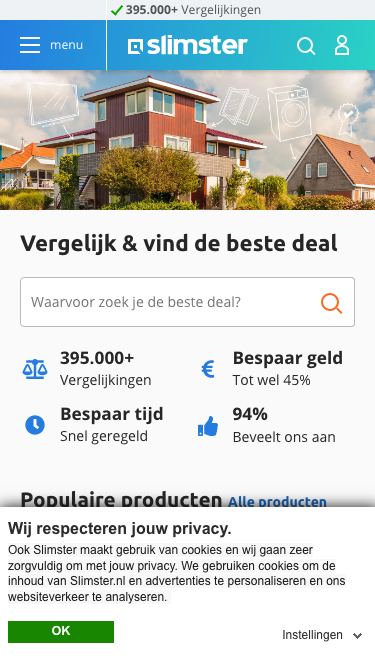 395.000+ Vergelijkingen
menu
slimster
Vergelijk & vind de beste deal
Waarvoor zoek je de beste deal?
395.000+
Vergelijkingen
Bespaar geld
Tot wel 45%
Bespaar tijd
Snel geregeld
94%
Beveelt ons aan
Populaire producten Alle producten
Wij respecteren jouw privacy.
Ook Slimster maakt gebruik van cookies en wij gaan zeer
zorgvuldig om met jouw privacy. We gebruiken cookies om de
inhoud van Slimster.nl en advertenties te personaliseren en ons
websiteverkeer te analyseren.
OK
Instellingen